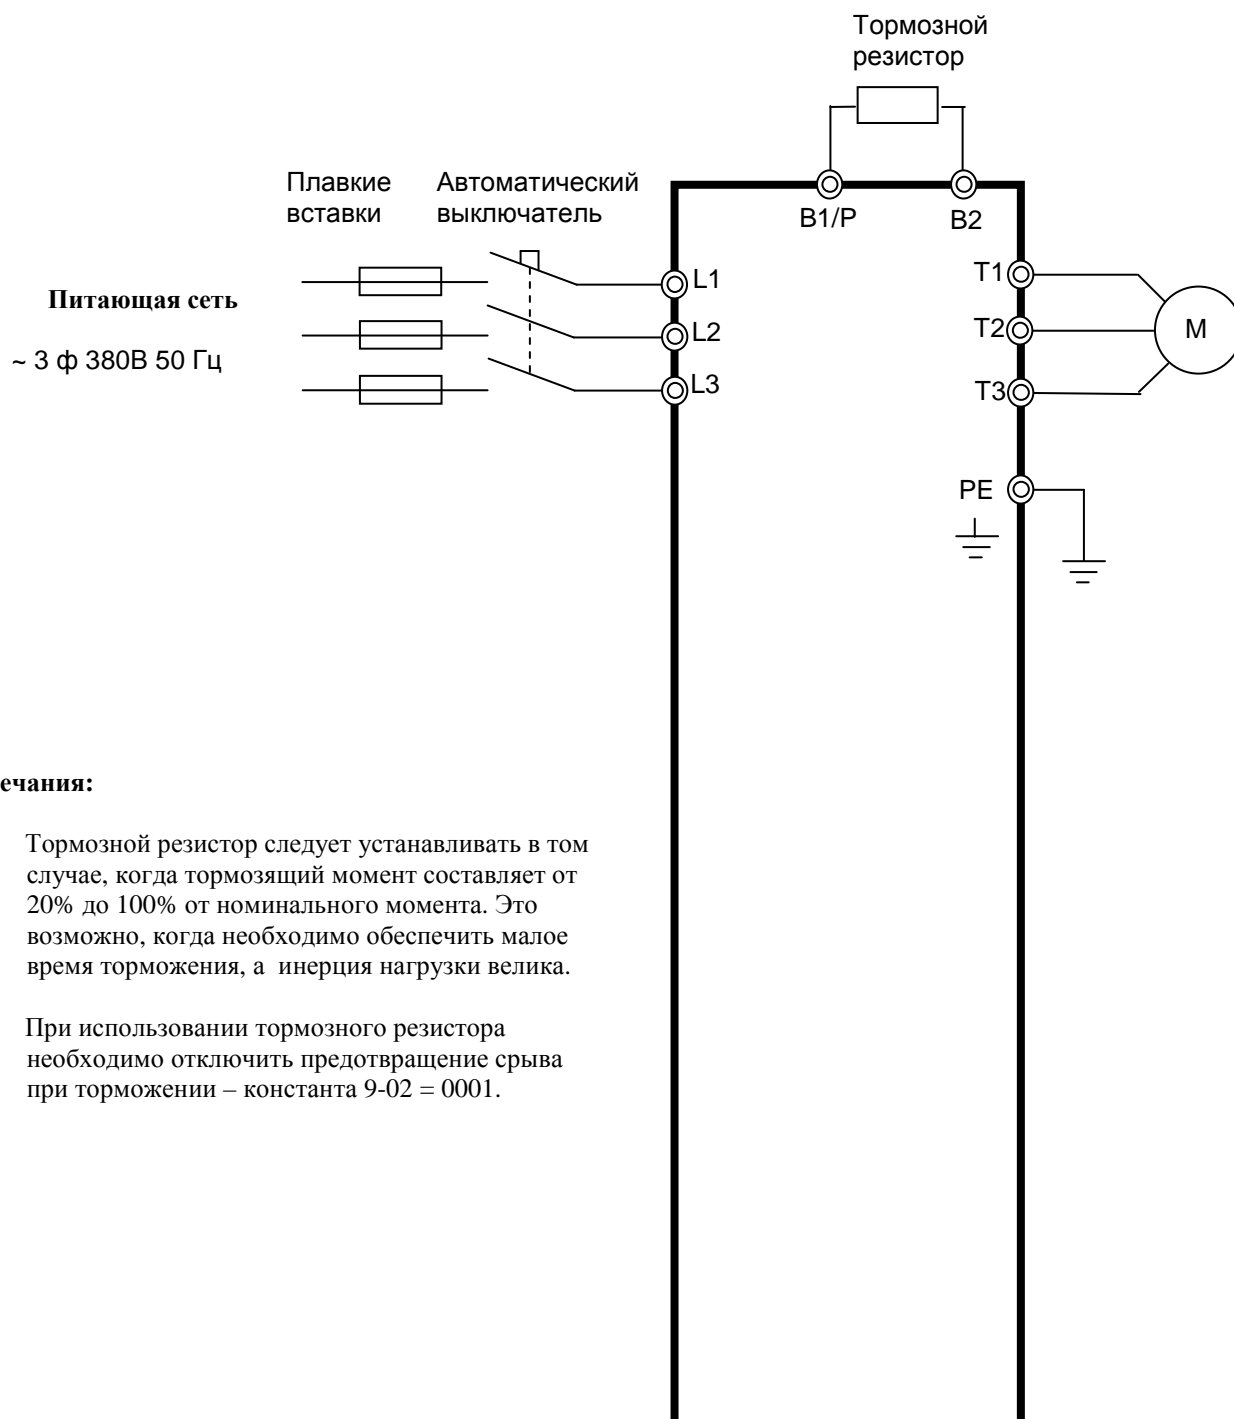 Тормозной
резистор
Плавкие
вставки
Автоматический
выключатель
B1/P
B2
Питающая сеть
~ 3 ф 380В 50 Гц
L1
L2
L3
T1
T2
T3
M
PE
ечания:
Тормозной резистор следует устанавливать в том
случае, когда тормозящий момент составляет от
20% до 100% от номинального момента. Это
возможно, когда необходимо обеспечить малое
время торможения, а инерция нагрузки велика.
При использовании тормозного резистора
необходимо отключить предотвращение срыва
при торможении – константа 9-02 = 0001.